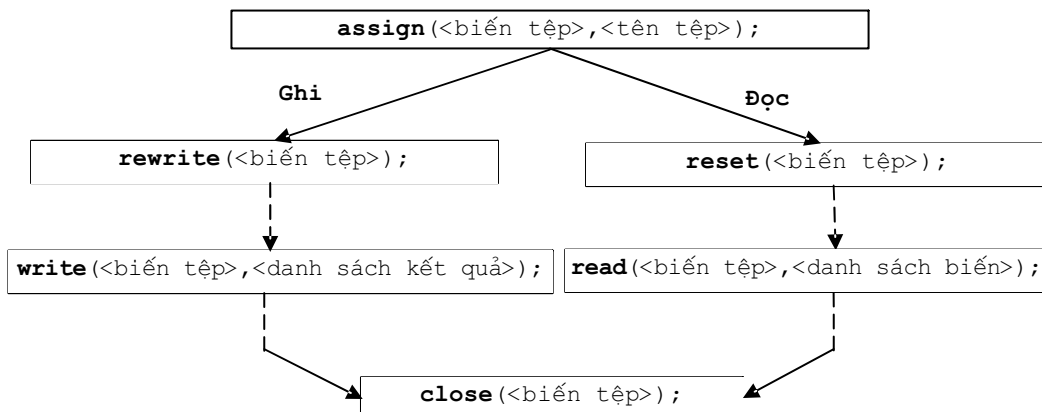 assign(<biến tệp>,<tên tệp>);
Ghi
Đọc
rewrite(<biến tệp>);
reset(<biến tệp>);
write(<biến tệp>,<danh sách kết quả>);
read(<biến tệp>,<danh sách biến>);
close(<biến tệp>);